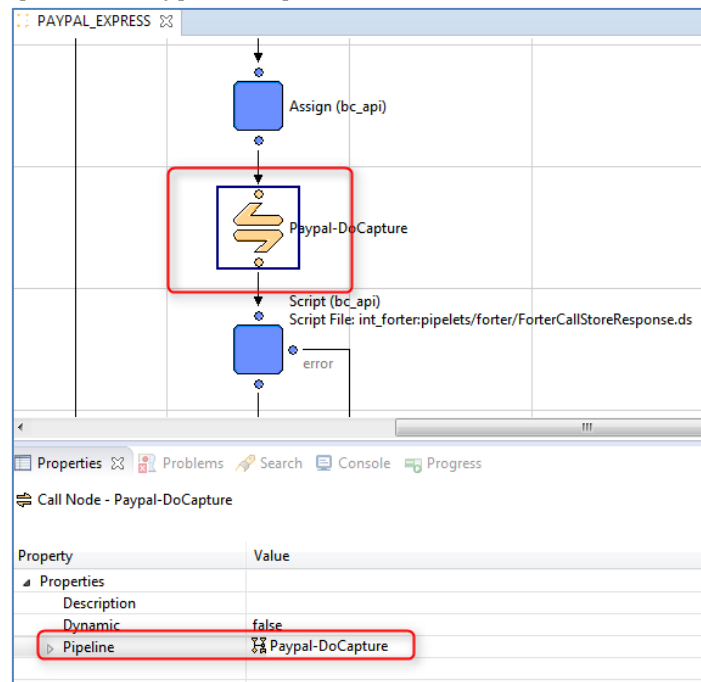 PAYPAL_EXPRESS
Assign (bc_api)
Paypal-DoCapture
Script (bc_api)
Script File: int_forter:pipelets/forter/ForterCallStoreResponse.ds
error
Properties Problems Search Console Progress
Call Node - Paypal-DoCapture
Property Value
Properties
Description
Dynamic false
Pipeline Paypal-DoCapture